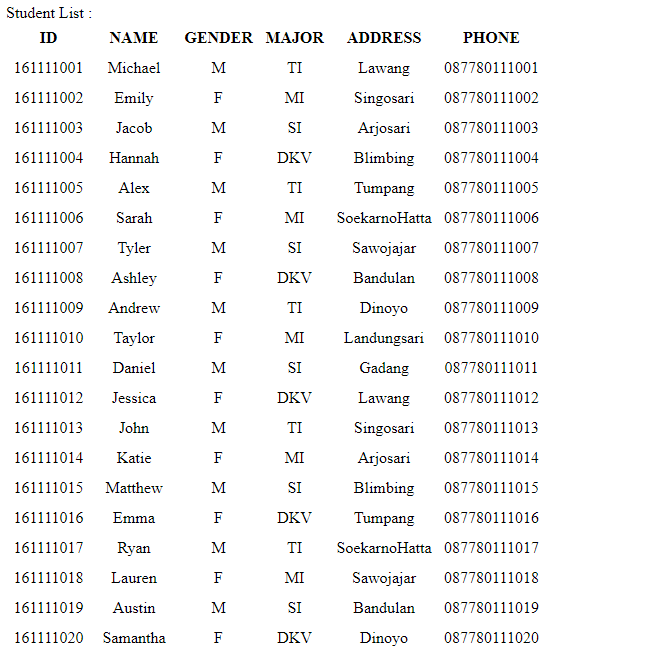 Student List :
ID NAME GENDER MAJOR ADDRESS PHONE
161111001 Michael M TI Lawang 087780111001
161111002 Emily F MI Singosari 087780111002
161111003 Jacob M SI Arjosari 087780111003
161111004 Hannah F DKV Blimbing 087780111004
161111005 Alex M TI Tumpang 087780111005
161111006 Sarah F MI SoekarnoHatta 087780111006
161111007 Tyler M SI Sawojajar 087780111007
161111008 Ashley F DKV Bandulan 087780111008
161111009 Andrew M TI Dinoyo 087780111009
161111010 Taylor F MI Landungsari 087780111010
161111011 Daniel M SI Gadang 087780111011
161111012 Jessica F DKV Lawang 087780111012
161111013 John M TI Singosari 087780111013
161111014 Katie F MI Arjosari 087780111014
161111015 Matthew M SI Blimbing 087780111015
161111016 Emma F DKV Tumpang 087780111016
161111017 Ryan M TI SoekarnoHatta 087780111017
161111018 Lauren F MI Sawojajar 087780111018
161111019 Austin M SI Bandulan 087780111019
161111020 Samantha F DKV Dinoyo 087780111020